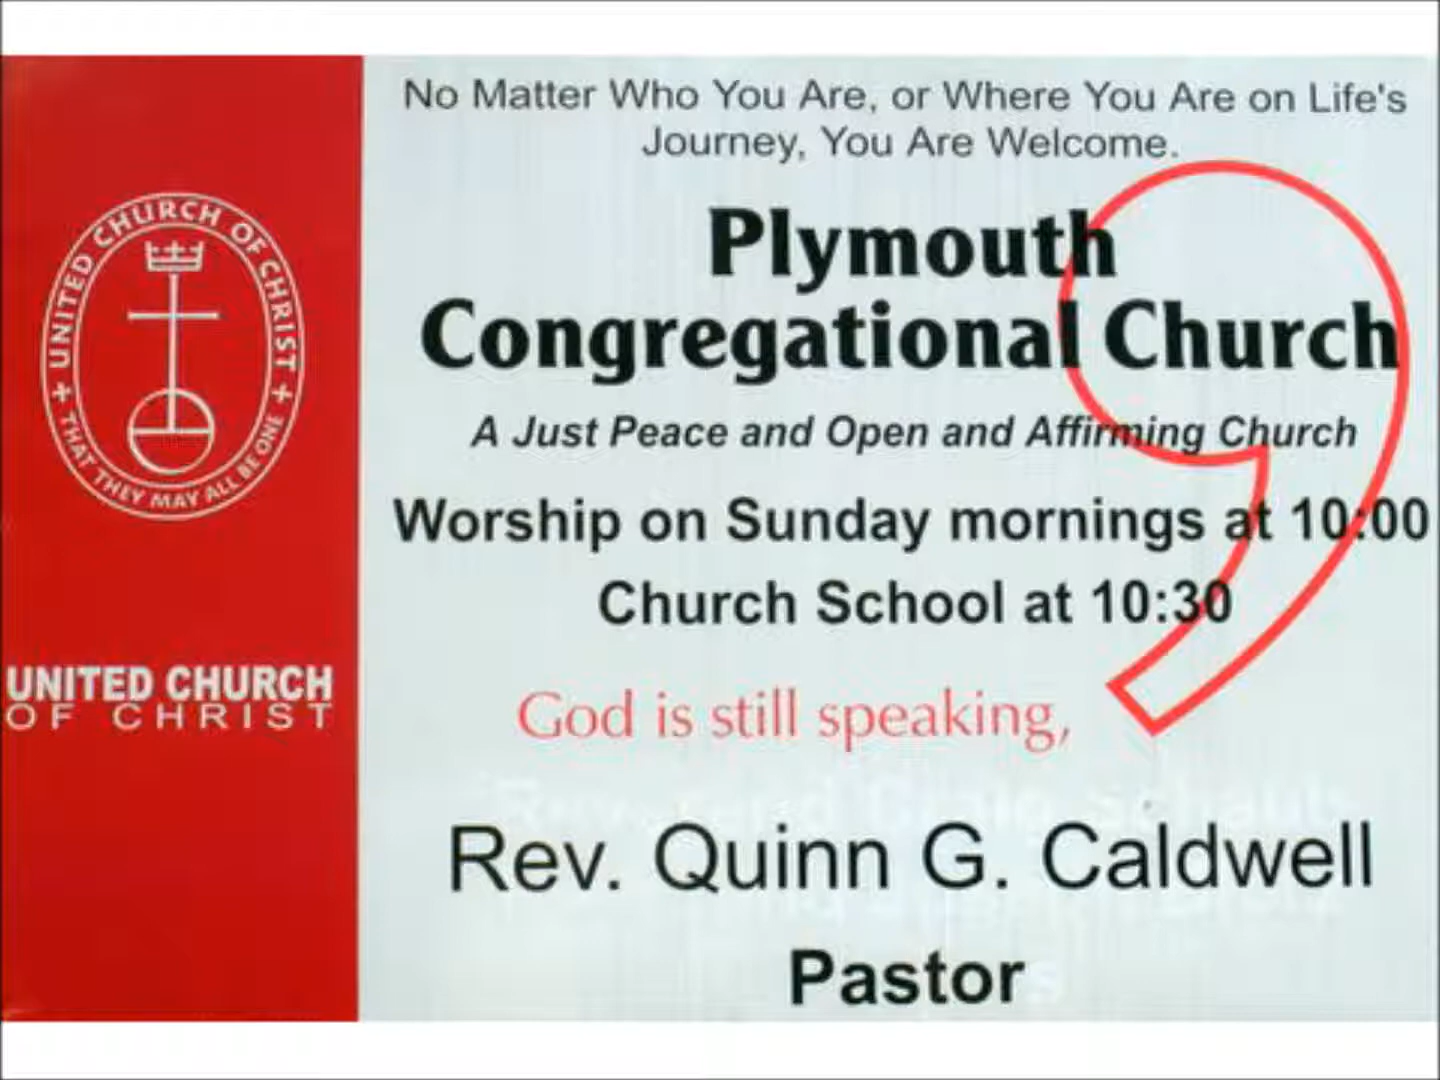 No Matter Who You Are, or Where You Are on Life's
Journey, You Are Welcome.
Plymouth
Congregational Church
A Just Peace and Open and Affirming Church
Worship on Sunday mornings at 10:00
Church School at 10:30
God is still speaking,
Rev. Quinn G. Caldwell
Pastor
UNITED CHURCH OF CHRIST
THAT THEY MAY ALL BE ONE
UNITED CHURCH
OF CHRIST